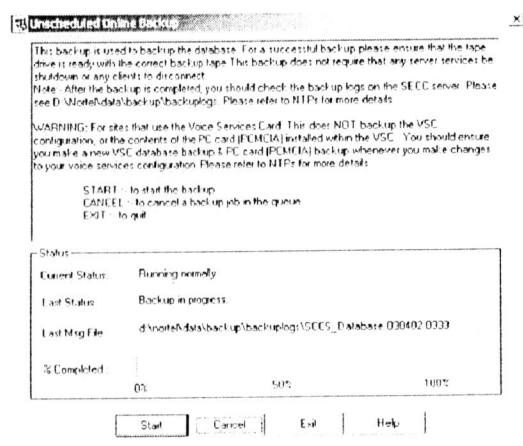 Unscheduled Online Backup
This backup is used to backup the database. For a successful backup please ensure that the tape
drive is ready with the correct backup tape. This backup does not require that any server services be
shutdown or any clients to disconnect.
Note - After the backup is completed, you should check the backup logs on the SECC server. Please
see D:\Nortel\data\backup\backuplogs. Please refer to NTPs for more details.
WARNING: For sites that use the Voice Services Card. This does NOT backup the VSC
configuration, or the contents of the PC card (PCMCIA) installed within the VSC. You should ensure
you make a new VSC database backup & PC card (PCMCIA) backup whenever you make changes
to your voice services configuration. Please refer to NTPs for more details.
START - to start the backup
CANCEL - to cancel a backup job in the queue
EXIT - to quit
Status
Current Status: Running normally
Last Status: Backup in progress.
Last Msg File: d:\nortel\data\backup\backuplogs\SCCS_Database.030402.0333
% Completed:
0% 50% 100%
Start Cancel Exit Help